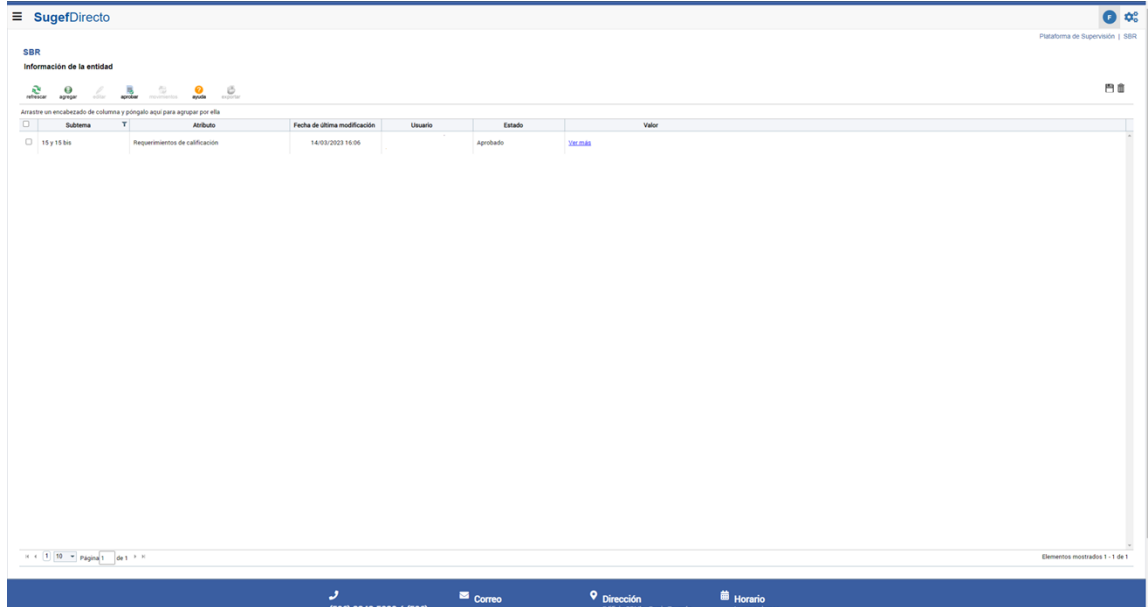 SugefDirecto
F
Plataforma de Supervisión | SBR
SBR
Información de la entidad
refrescar agregar editar aprobar movimientos ayuda exportar
Arrastre un encabezado de columna y póngalo aquí para agrupar por ella
Subtema Atributo Fecha de última modificación Usuario Estado Valor
15 y 15 bis Requerimientos de calificación 14/03/2023 16:06 Aprobado Ver más
1 10 Página 1 de 1 Elementos mostrados 1 - 1 de 1
Correo Dirección Horario